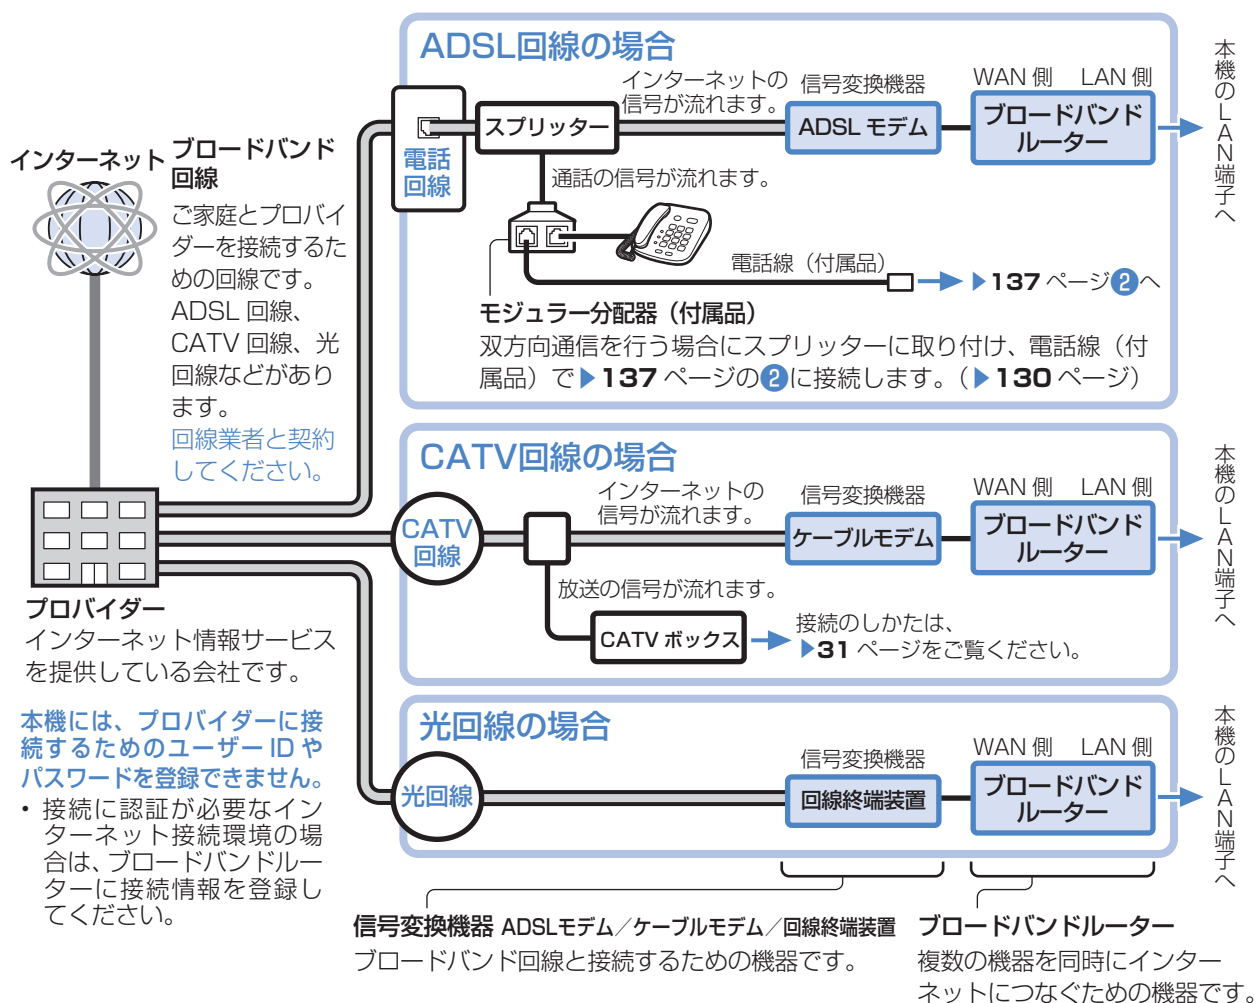 インターネット
ブロードバンド
回線
ご家庭とプロバイ
ダーを接続するた
めの回線です。
ADSL 回線、
CATV 回線、光
回線などがあり
ます。
回線業者と契約
してください。
プロバイダー
インターネット情報サービス
を提供している会社です。
本機には、プロバイダーに接
続するためのユーザー ID や
パスワードを登録できません。
• 接続に認証が必要なイン
ターネット接続環境の場
合は、ブロードバンドルー
ターに接続情報を登録し
てください。
ADSL回線の場合
電話
回線
スプリッター
インターネットの
信号が流れます。
信号変換機器
ADSL モデム
WAN 側 LAN 側
ブロードバンド
ルーター
本機のLAN端子へ
通話の信号が流れます。
電話線（付属品）
▶137 ページ❷へ
モジュラー分配器（付属品）
双方向通信を行う場合にスプリッターに取り付け、電話線（付
属品）で▶137 ページの❷に接続します。（▶130 ページ）
CATV回線の場合
CATV
回線
インターネットの
信号が流れます。
信号変換機器
ケーブルモデム
WAN 側 LAN 側
ブロードバンド
ルーター
本機のLAN端子へ
放送の信号が流れます。
CATV ボックス
接続のしかたは、
▶31 ページをご覧ください。
光回線の場合
光回線
信号変換機器
回線終端装置
WAN 側 LAN 側
ブロードバンド
ルーター
本機のLAN端子へ
信号変換機器 ADSLモデム／ケーブルモデム／回線終端装置
ブロードバンド回線と接続するための機器です。
ブロードバンドルーター
複数の機器を同時にインター
ネットにつなぐための機器です。